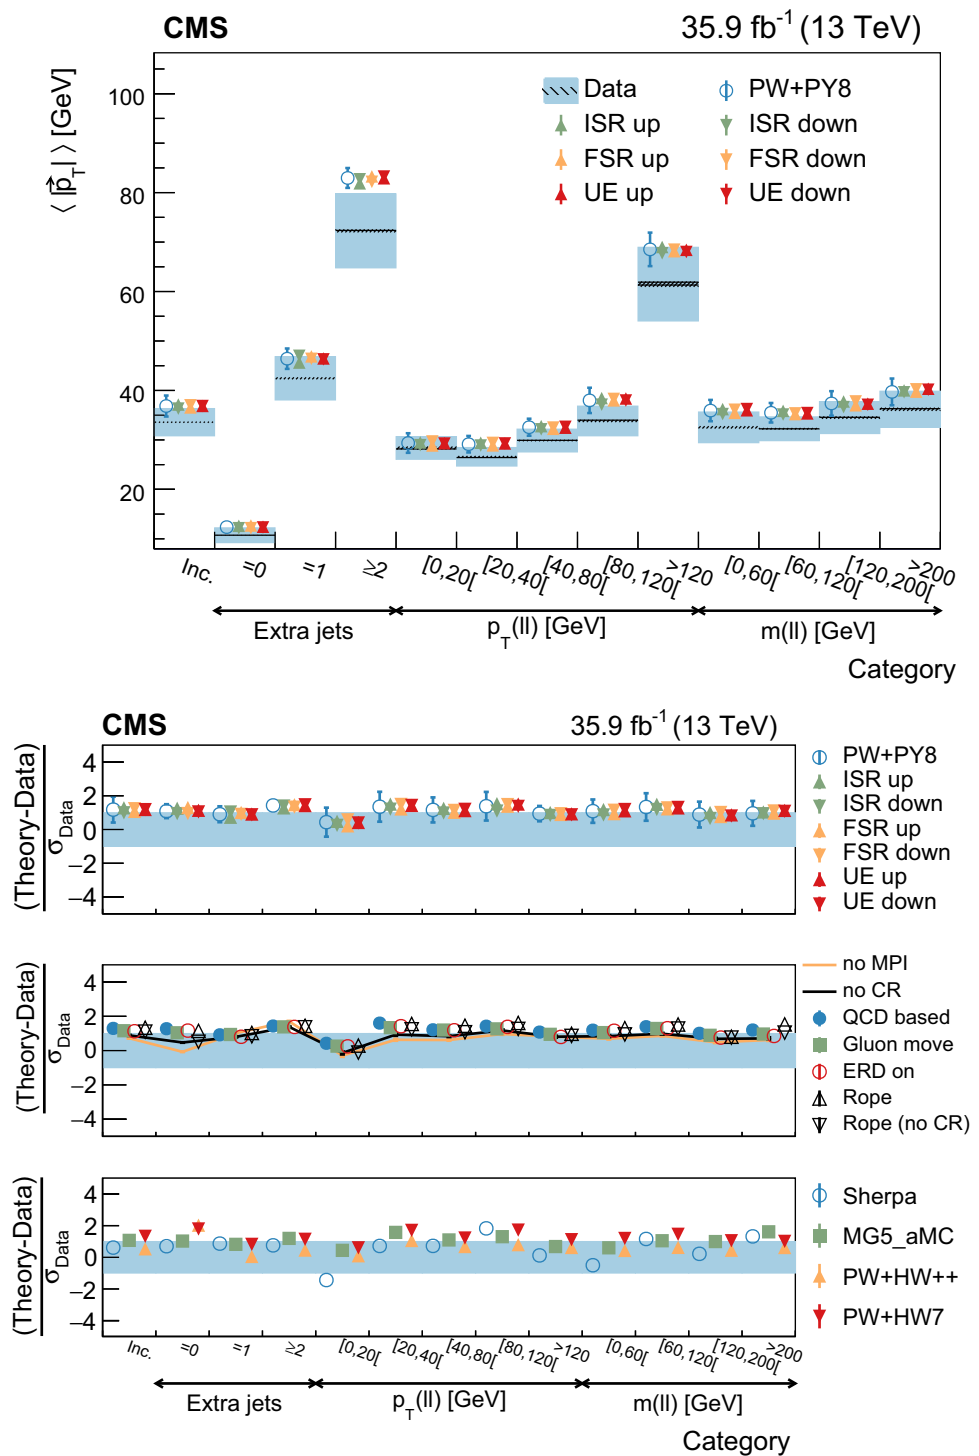 CMS 35.9 fb⁻¹ (13 TeV)
⟨ |p⃗_T| ⟩ [GeV]
100
80
60
40
20
Data
PW+PY8
ISR up
ISR down
FSR up
FSR down
UE up
UE down
Inc. =0 =1 ≥2 [0,20[ [20,40[ [40,80[ [80,120[ >120 [0,60[ [60,120[ [120,200[ >200
Extra jets p_T(ll) [GeV] m(ll) [GeV]
Category
CMS 35.9 fb⁻¹ (13 TeV)
(Theory-Data)
σ_Data
4
2
0
−2
−4
PW+PY8
ISR up
ISR down
FSR up
FSR down
UE up
UE down
(Theory-Data)
σ_Data
4
2
0
−2
−4
no MPI
no CR
QCD based
Gluon move
ERD on
Rope
Rope (no CR)
(Theory-Data)
σ_Data
4
2
0
−2
−4
Sherpa
MG5_aMC
PW+HW++
PW+HW7
Inc. =0 =1 ≥2 [0,20[ [20,40[ [40,80[ [80,120[ >120 [0,60[ [60,120[ [120,200[ >200
Extra jets p_T(ll) [GeV] m(ll) [GeV]
Category